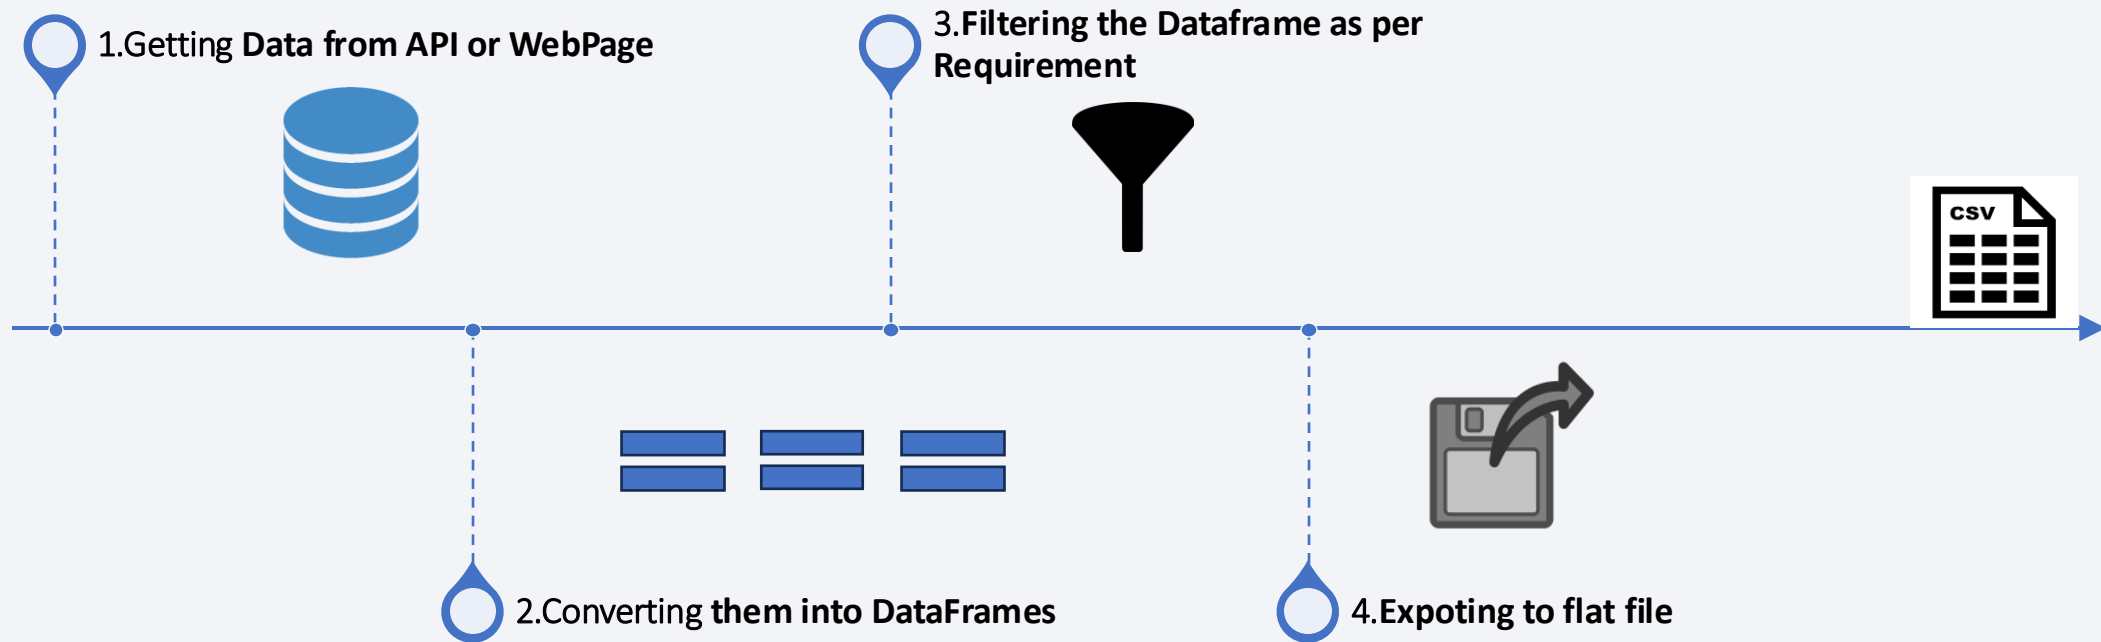 1.Getting Data from API or WebPage
3.Filtering the Dataframe as per
Requirement
CSV
2.Converting them into DataFrames
4.Expoting to flat file